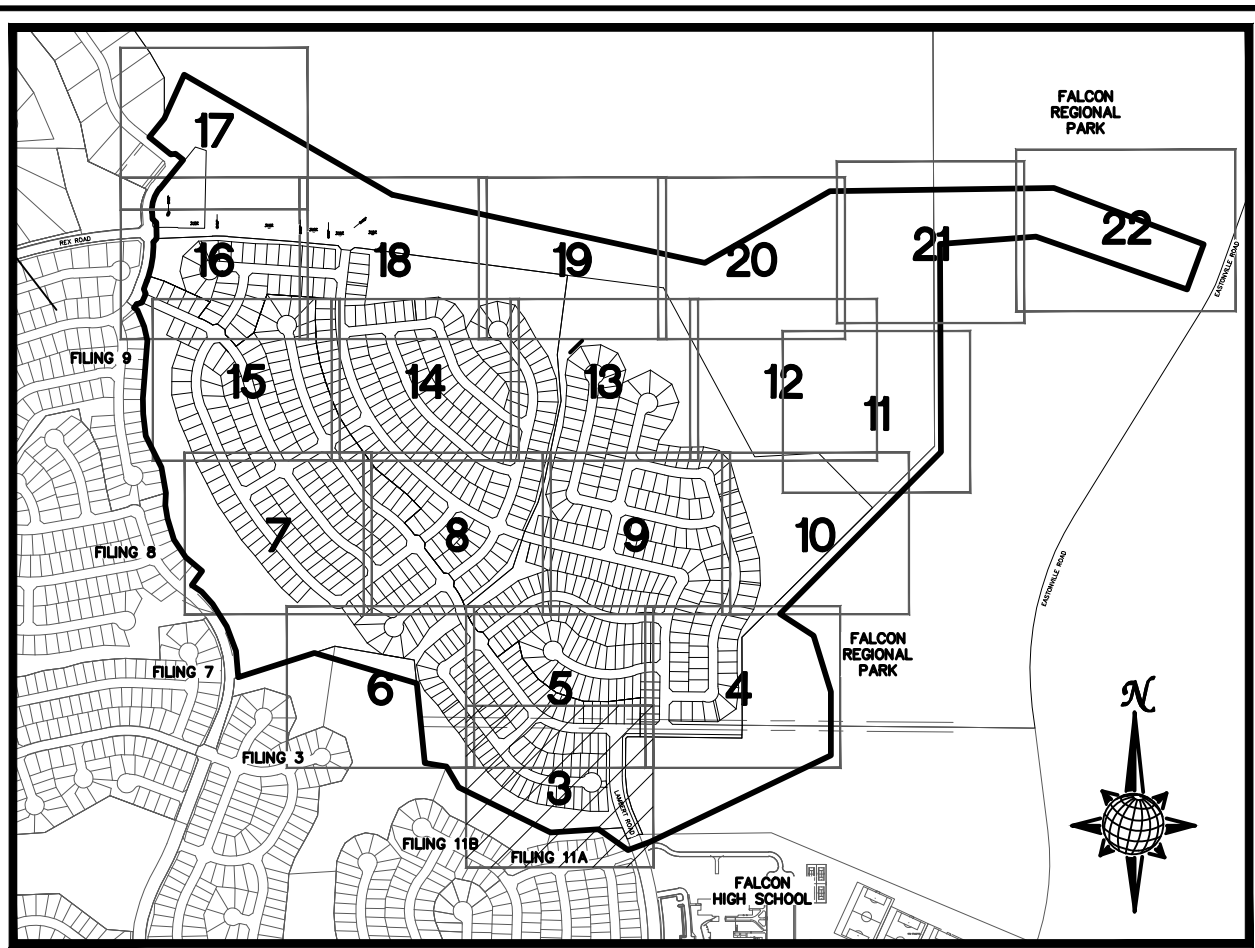 FALCON
REGIONAL
PARK
17
22
REX ROAD
16
18
19
20
21
EASTONVILLE ROAD
FILING 9
15
14
13
12
11
7
8
9
10
FILING 8
EASTONVILLE ROAD
FALCON
REGIONAL
PARK
FILING 7
6
5
4
N
FILING 3
3
LAMBERT ROAD
FILING 11B
FILING 11A
FALCON
HIGH SCHOOL